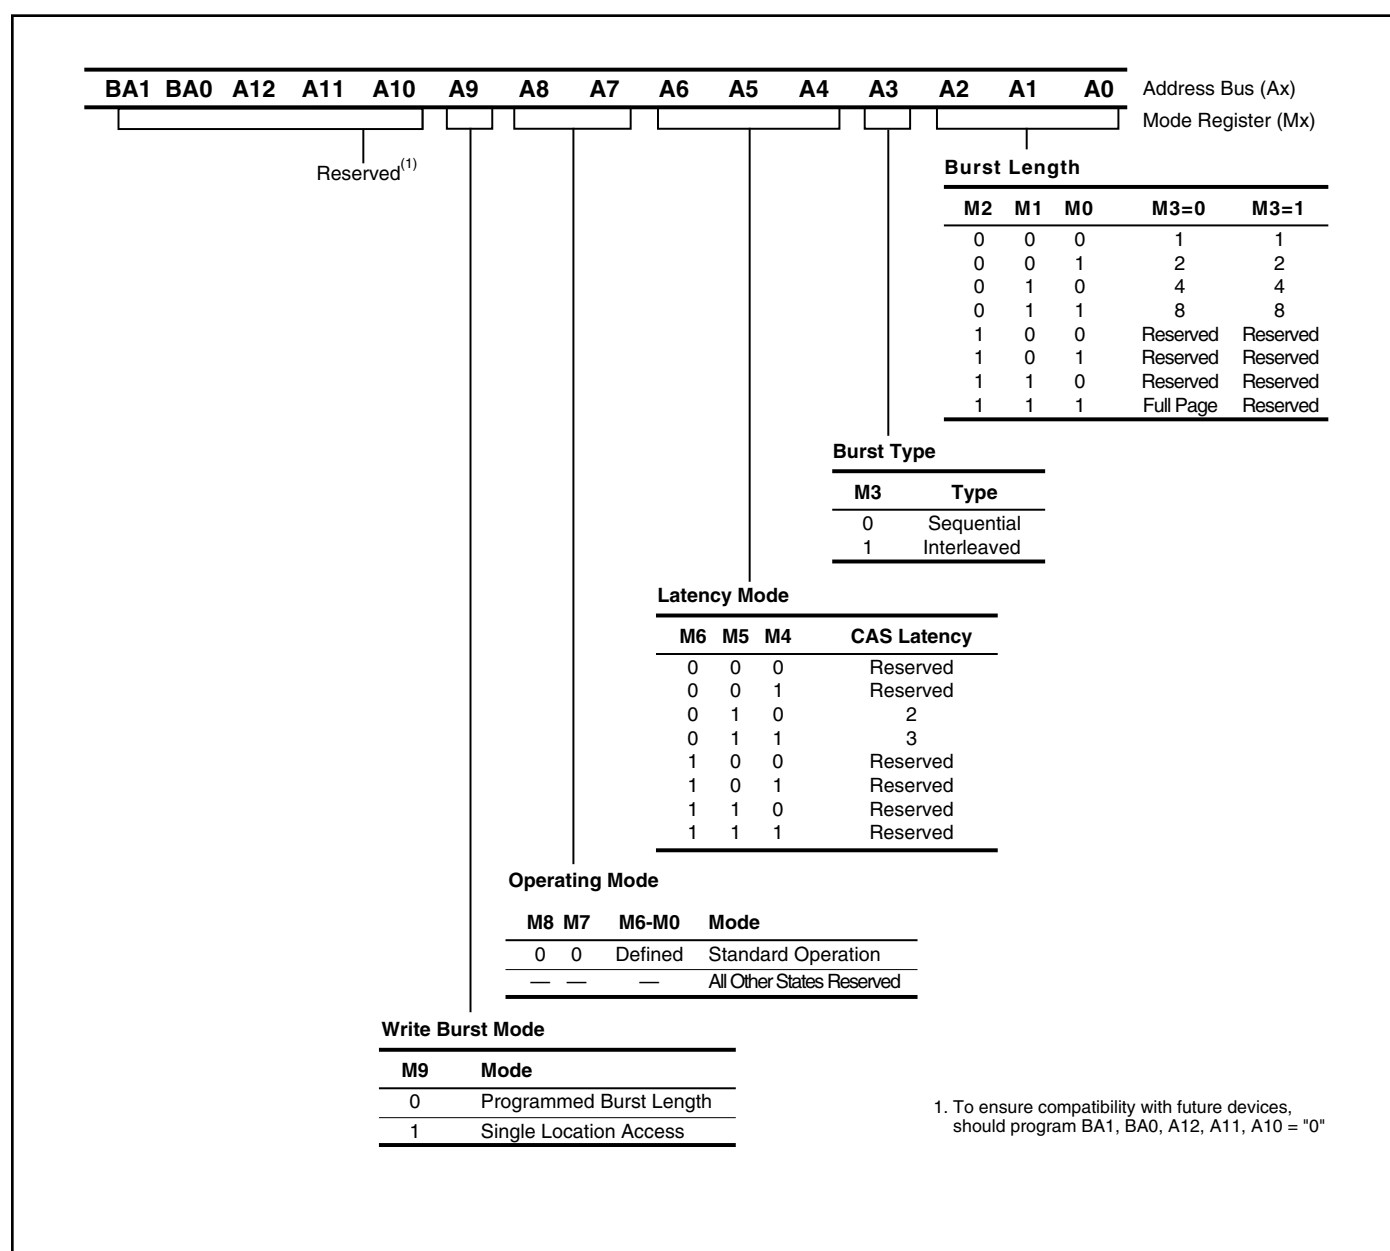 BA1 BA0 A12 A11 A10 A9 A8 A7 A6 A5 A4 A3 A2 A1 A0 Address Bus (Ax)
Mode Register (Mx)
Reserved(1)
Burst Length
M2 M1 M0 M3=0 M3=1
0 0 0 1 1
0 0 1 2 2
0 1 0 4 4
0 1 1 8 8
1 0 0 Reserved Reserved
1 0 1 Reserved Reserved
1 1 0 Reserved Reserved
1 1 1 Full Page Reserved
Burst Type
M3 Type
0 Sequential
1 Interleaved
Latency Mode
M6 M5 M4 CAS Latency
0 0 0 Reserved
0 0 1 Reserved
0 1 0 2
0 1 1 3
1 0 0 Reserved
1 0 1 Reserved
1 1 0 Reserved
1 1 1 Reserved
Operating Mode
M8 M7 M6-M0 Mode
0 0 Defined Standard Operation
— — — All Other States Reserved
Write Burst Mode
M9 Mode
0 Programmed Burst Length
1 Single Location Access
1. To ensure compatibility with future devices,
should program BA1, BA0, A12, A11, A10 = "0"